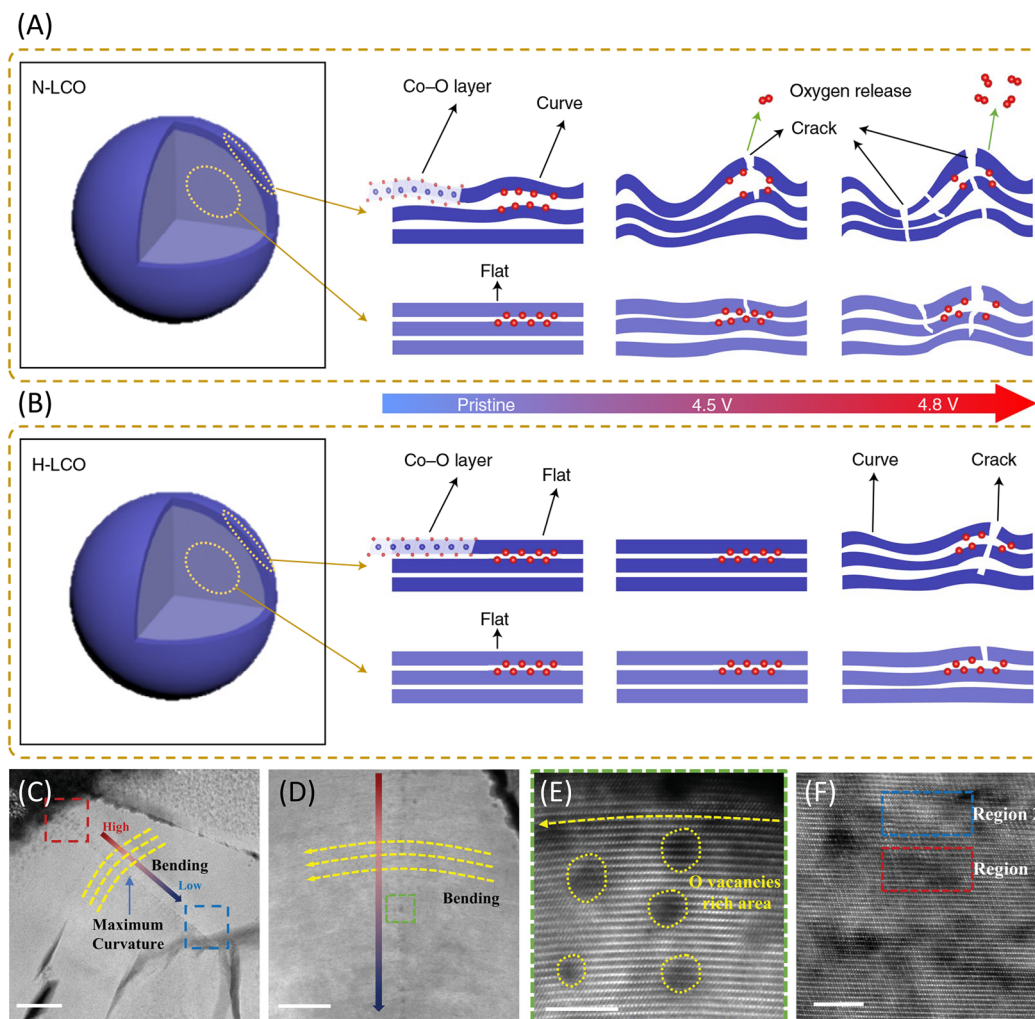 (A)
N-LCO
Co–O layer
Curve
Oxygen release
Crack
Flat
(B)
Pristine
4.5 V
4.8 V
H-LCO
Co–O layer
Flat
Curve
Crack
Flat
(C)
High
Bending
Low
Maximum
Curvature
(D)
Bending
(E)
O vacancies
rich area
(F)
Region
Region